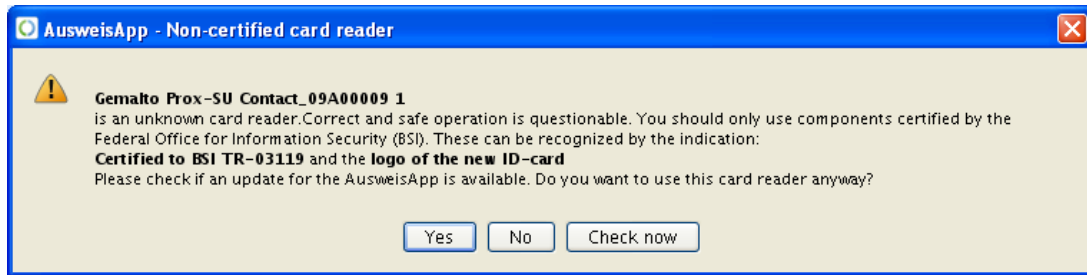 AusweisApp - Non-certified card reader
Gemalto Prox-SU Contact_09A00009 1
is an unknown card reader.Correct and safe operation is questionable. You should only use components certified by the
Federal Office for Information Security (BSI). These can be recognized by the indication:
Certified to BSI TR-03119 and the logo of the new ID-card
Please check if an update for the AusweisApp is available. Do you want to use this card reader anyway?
Yes No Check now